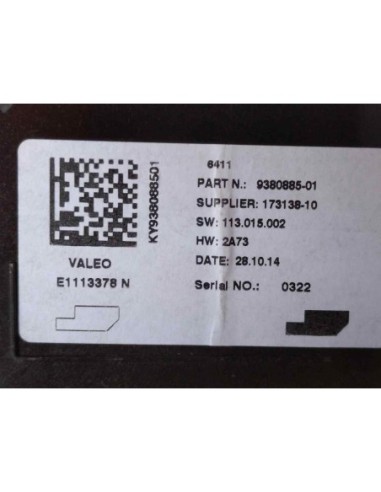 6411
PART N.: 9380885-01
SUPPLIER: 173138-10
SW: 113.015.002
HW: 2A73
DATE: 28.10.14
Serial NO.: 0322
KY938088501
VALEO
E1113378 N